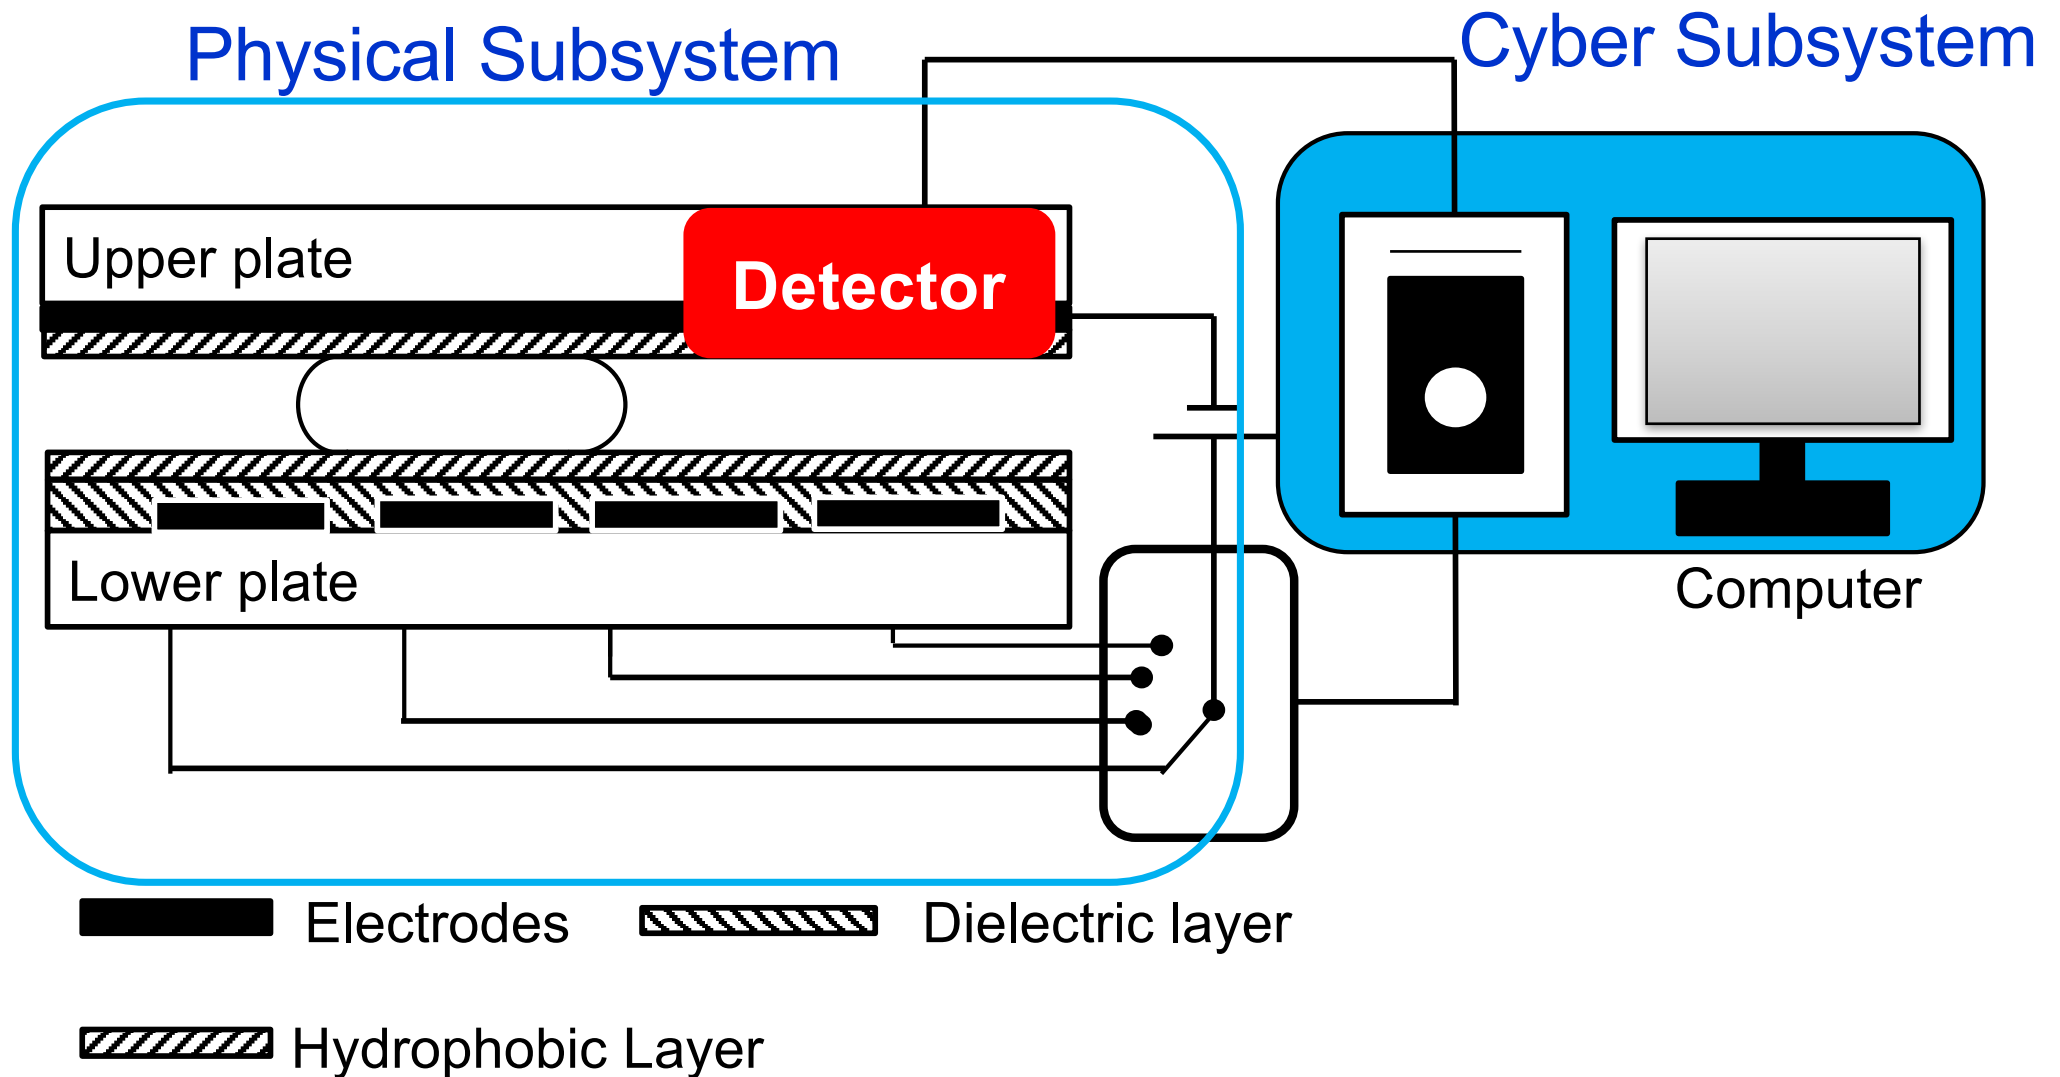 Physical Subsystem
Cyber Subsystem
Upper plate
Detector
Lower plate
Computer
Electrodes
Dielectric layer
Hydrophobic Layer